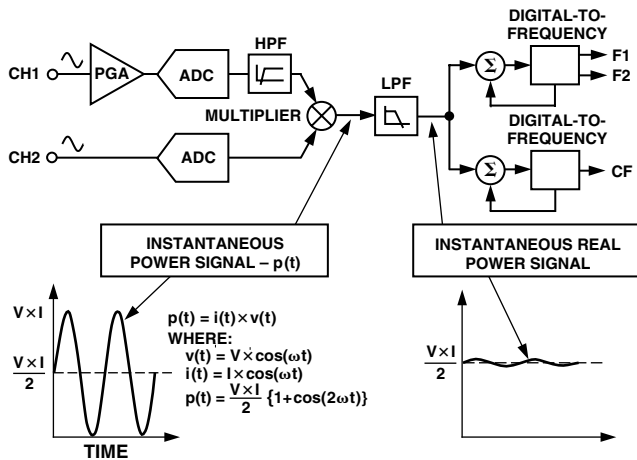 DIGITAL-TO-
FREQUENCY
HPF
CH1
PGA
ADC
LPF
Σ
F1
F2
MULTIPLIER
DIGITAL-TO-
FREQUENCY
CH2
ADC
Σ
CF
INSTANTANEOUS
POWER SIGNAL – p(t)
INSTANTANEOUS REAL
POWER SIGNAL
V × I
p(t) = i(t) × v(t)
WHERE:
v(t) = V × cos(ωt)
i(t) = I × cos(ωt)
p(t) = V × I / 2 {1+cos(2ωt)}
V × I
2
TIME
V × I
2